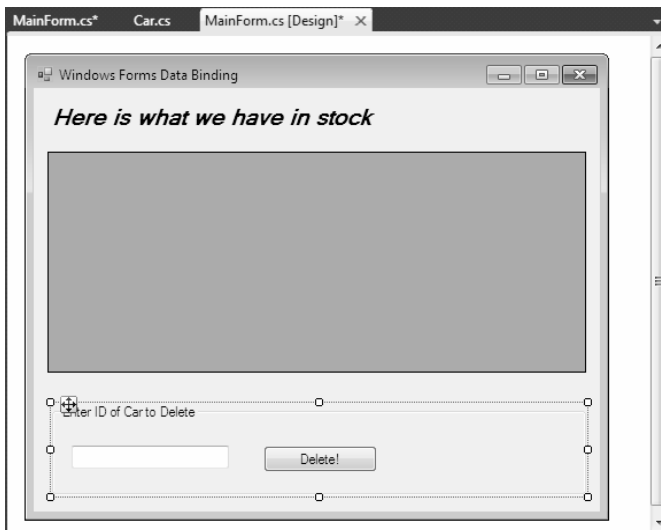 MainForm.cs* Car.cs MainForm.cs [Design]* X
Windows Forms Data Binding
Here is what we have in stock
Enter ID of Car to Delete
Delete!